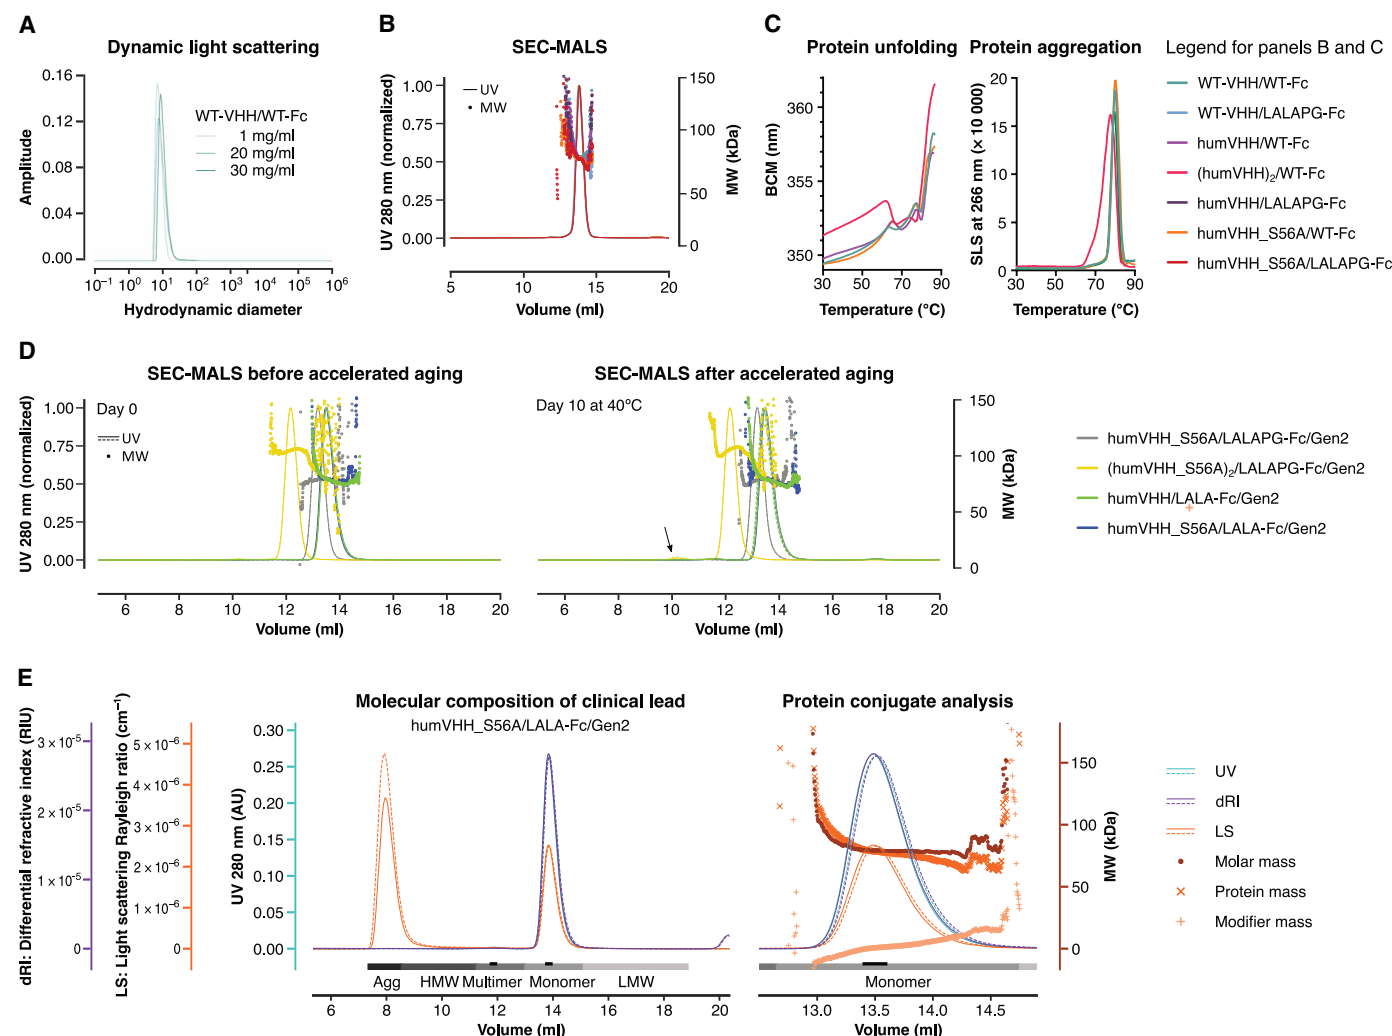 A
Dynamic light scattering
Amplitude
0.16
0.12
0.08
0.04
0.00
WT-VHH/WT-Fc
1 mg/ml
20 mg/ml
30 mg/ml
10⁻¹ 10⁰ 10¹ 10² 10³ 10⁴ 10⁵ 10⁶
Hydrodynamic diameter
B
SEC-MALS
UV 280 nm (normalized)
1.00
0.75
0.50
0.25
0.00
UV
MW
150
100
50
0
MW (kDa)
5 10 15 20
Volume (ml)
C
Protein unfolding
BCM (nm)
360
355
350
30 50 70 90
Temperature (°C)
Protein aggregation
SLS at 266 nm (× 10 000)
20
15
10
5
0
30 50 70 90
Temperature (°C)
Legend for panels B and C
WT-VHH/WT-Fc
WT-VHH/LALAPG-Fc
humVHH/WT-Fc
(humVHH)₂/WT-Fc
humVHH/LALAPG-Fc
humVHH_S56A/WT-Fc
humVHH_S56A/LALAPG-Fc
D
SEC-MALS before accelerated aging
UV 280 nm (normalized)
1.00
0.75
0.50
0.25
0.00
Day 0
UV
MW
6 8 10 12 14 16 18 20
Volume (ml)
SEC-MALS after accelerated aging
Day 10 at 40°C
150
100
50
0
MW (kDa)
6 8 10 12 14 16 18 20
Volume (ml)
humVHH_S56A/LALAPG-Fc/Gen2
(humVHH_S56A)₂/LALAPG-Fc/Gen2
humVHH/LALA-Fc/Gen2
humVHH_S56A/LALA-Fc/Gen2
E
dRI: Differential refractive index (RIU)
3 × 10⁻⁵
2 × 10⁻⁵
1 × 10⁻⁵
0
LS: Light scattering Rayleigh ratio (cm⁻¹)
5 × 10⁻⁶
4 × 10⁻⁶
3 × 10⁻⁶
2 × 10⁻⁶
1 × 10⁻⁶
0
Molecular composition of clinical lead
humVHH_S56A/LALA-Fc/Gen2
UV 280 nm (AU)
0.30
0.25
0.20
0.15
0.10
0.05
0.00
Agg HMW Multimer Monomer LMW
6 8 10 12 14 16 18 20
Volume (ml)
Protein conjugate analysis
150
100
50
0
MW (kDa)
Monomer
13.0 13.5 14.0 14.5
Volume (ml)
UV
dRI
LS
Molar mass
Protein mass
Modifier mass